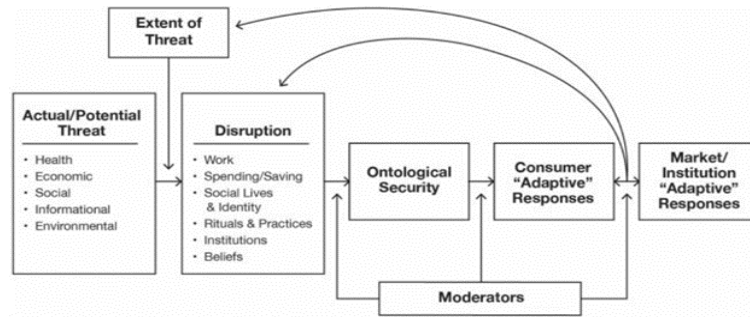 Extent of
Threat
Actual/Potential
Threat
• Health
• Economic
• Social
• Informational
• Environmental
Disruption
• Work
• Spending/Saving
• Social Lives
& Identity
• Rituals & Practices
• Institutions
• Beliefs
Ontological
Security
Consumer
“Adaptive”
Responses
Market/
Institution
“Adaptive”
Responses
Moderators